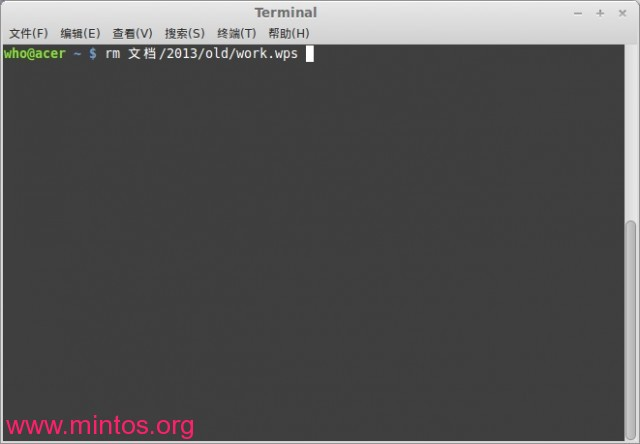 Terminal
文件(F) 编辑(E) 查看(V) 搜索(S) 终端(T) 帮助(H)
who@acer ~ $ rm 文档/2013/old/work.wps
www.mintos.org